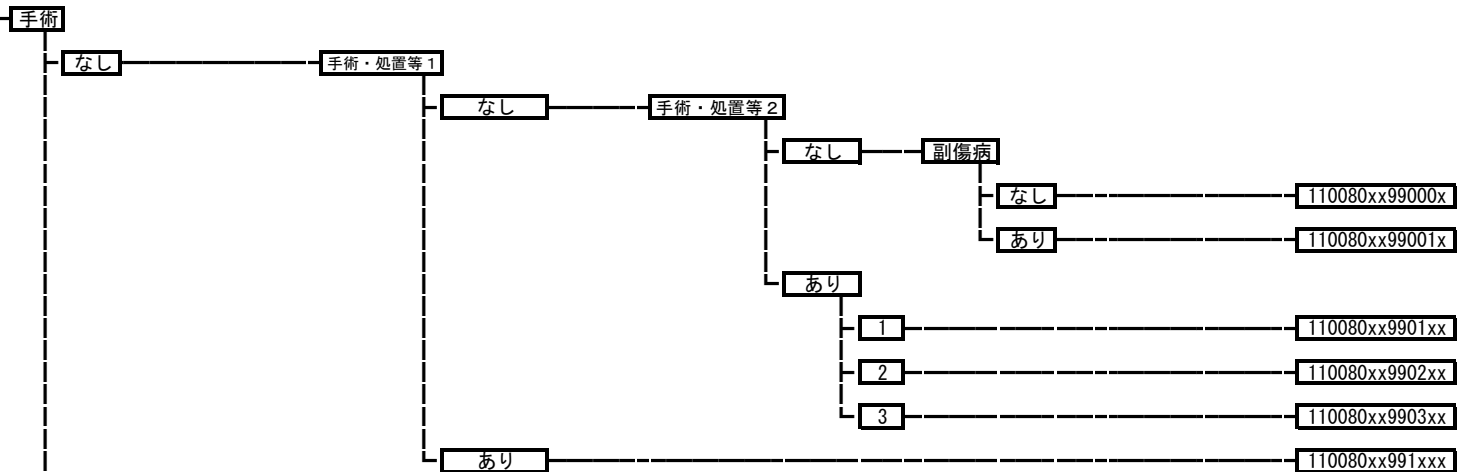 手術
なし 手術・処置等1
なし 手術・処置等2
なし 副傷病
なし 110080xx99000x
あり 110080xx99001x
あり
1 110080xx9901xx
2 110080xx9902xx
3 110080xx9903xx
あり 110080xx991xxx